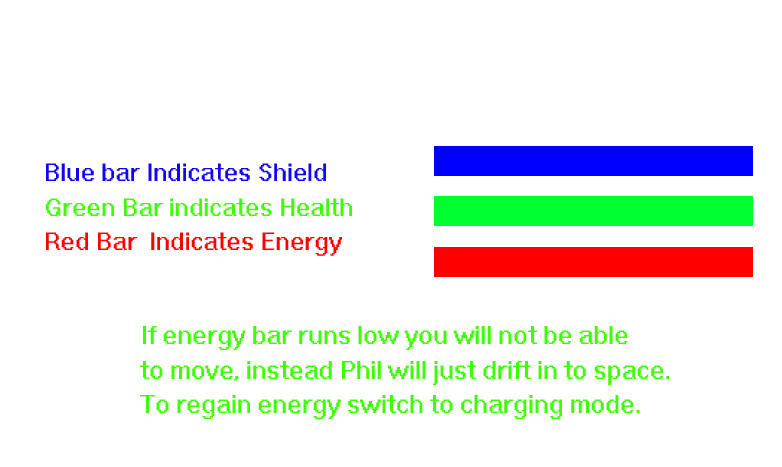 Blue bar Indicates Shield
Green Bar indicates Health
Red Bar  Indicates Energy
If energy bar runs low you will not be able
to move, instead Phil will just drift in to space.
To regain energy switch to charging mode.